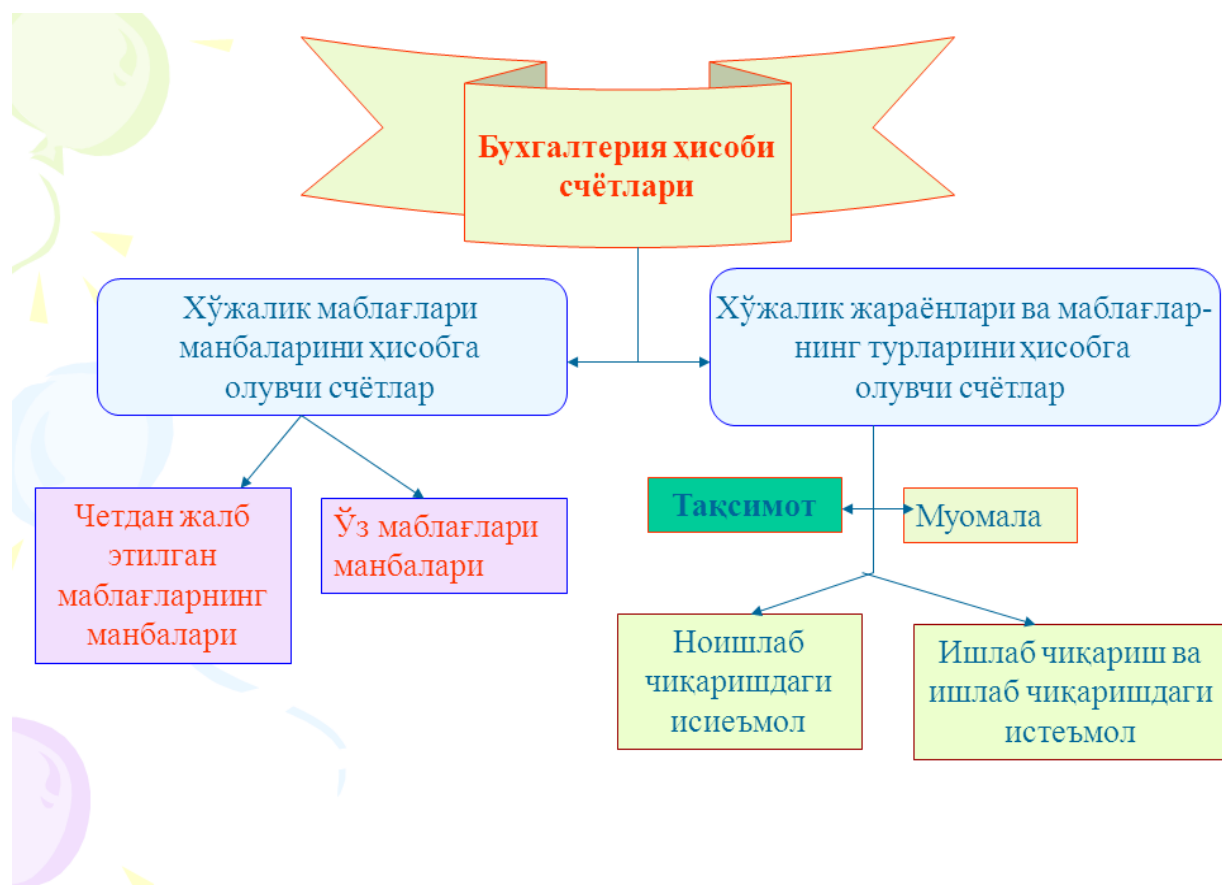 Бухгалтерия ҳисоби
счётлари
Хўжалик маблағлари
манбаларини ҳисобга
олувчи счётлар
Хўжалик жараёнлари ва маблағлар-
нинг турларини ҳисобга
олувчи счётлар
Четдан жалб
этилган
маблағларнинг
манбалари
Ўз маблағлари
манбалари
Тақсимот
Муомала
Ноишлаб
чиқаришдаги
исиеъмол
Ишлаб чиқариш ва
ишлаб чиқаришдаги
истеъмол